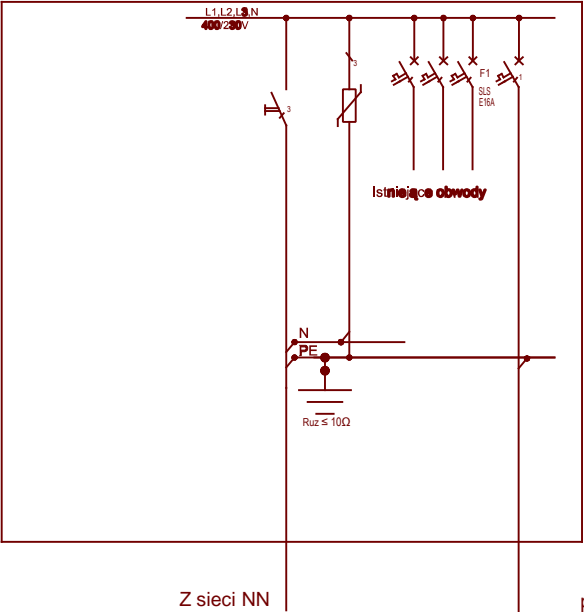 L1,L2,L3,N
400/230V
3
3
F1
1
SLS
E16A
Istniejące obwody
N
PE
Ruz ≤ 10Ω
Z sieci NN